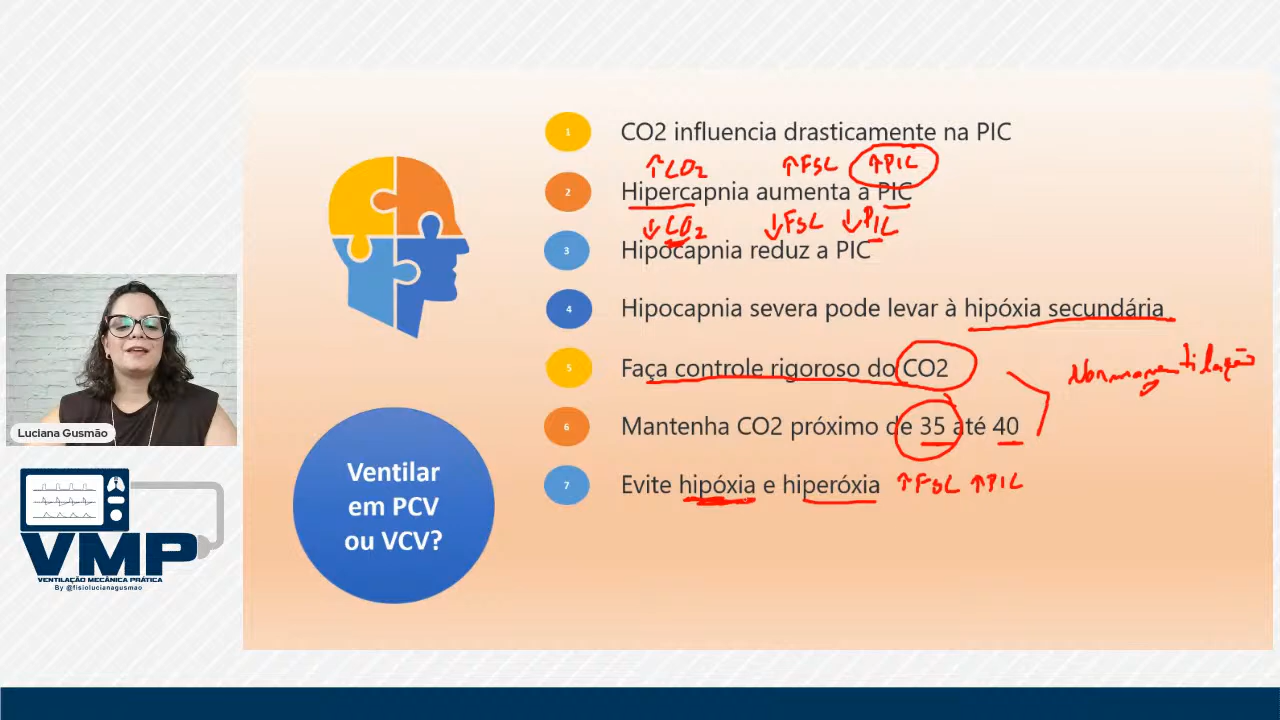 1 CO2 influencia drasticamente na PIC
↑CO2 ↑FSC ↑PIC
2 Hipercapnia aumenta a PIC
↓CO2 ↓FSC ↓PIC
3 Hipocapnia reduz a PIC
4 Hipocapnia severa pode levar à hipóxia secundária
5 Faça controle rigoroso do CO2
Normoventilação
6 Mantenha CO2 próximo de 35 até 40
7 Evite hipóxia e hiperóxia ↑FSC ↑PIC
Ventilar
em PCV
ou VCV?
Luciana Gusmão
VMP
VENTILAÇÃO MECÂNICA PRÁTICA
By @fisiolucianagusmao